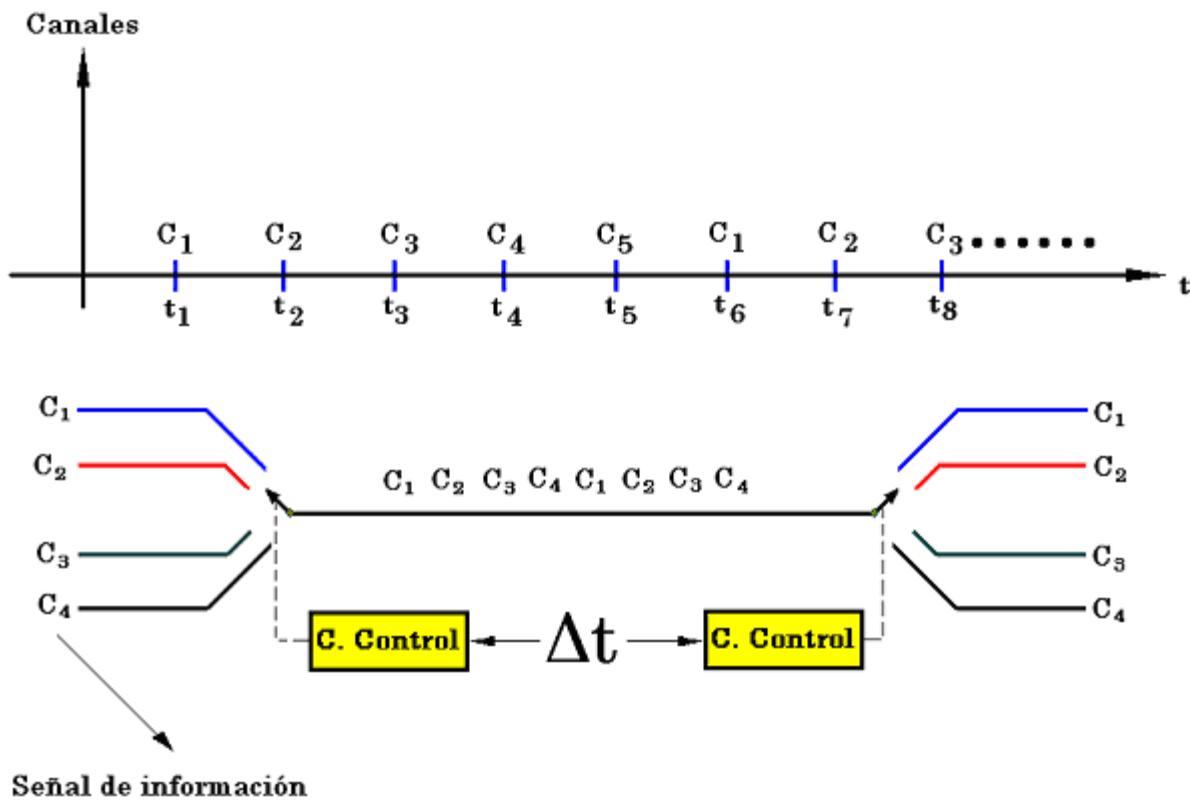 Canales
C1 C2 C3 C4 C5 C1 C2 C3 ......
t1 t2 t3 t4 t5 t6 t7 t8
t
C1 C1
C2 C2
C1 C2 C3 C4 C1 C2 C3 C4
C3 C3
C4 C4
C. Control Δt C. Control
Señal de información